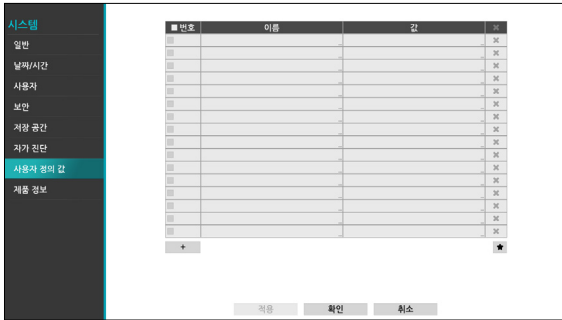 시스템
일반
날짜/시간
사용자
보안
저장 공간
자가 진단
사용자 정의 값
제품 정보
번호 이름 값
+
적용 확인 취소